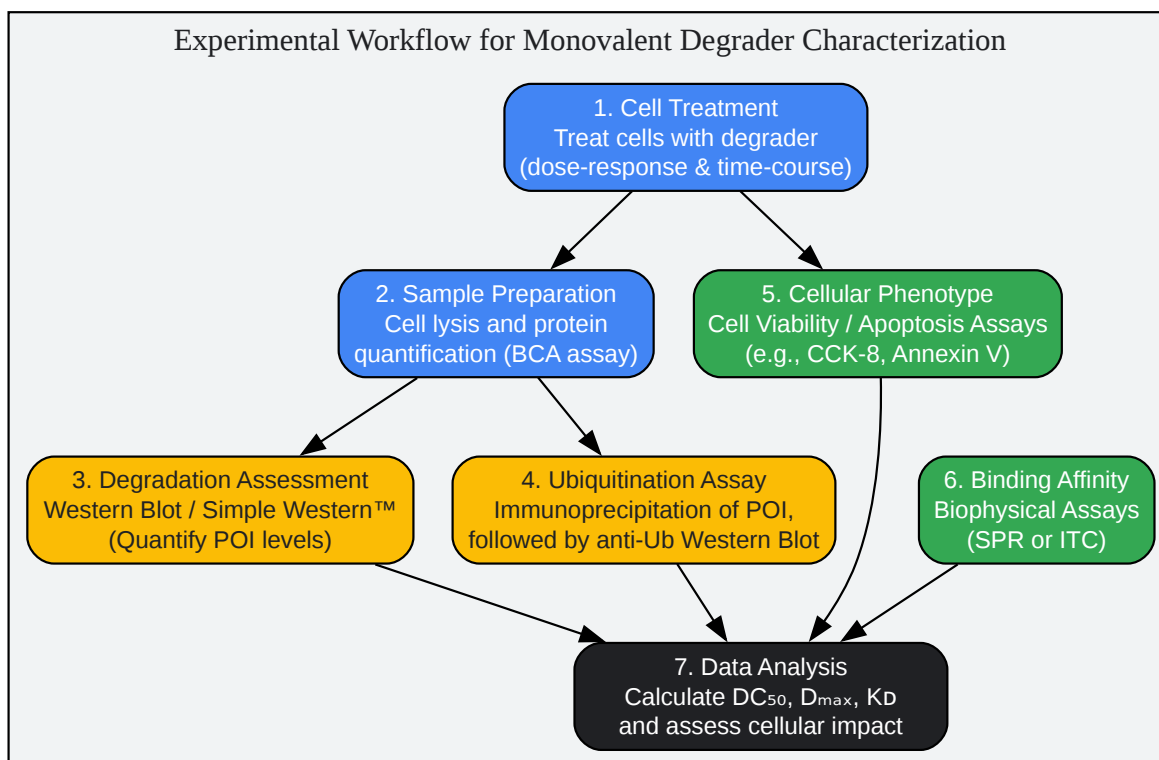 Experimental Workflow for Monovalent Degrader Characterization
1. Cell Treatment
Treat cells with degrader
(dose-response & time-course)
2. Sample Preparation
Cell lysis and protein
quantification (BCA assay)
5. Cellular Phenotype
Cell Viability / Apoptosis Assays
(e.g., CCK-8, Annexin V)
3. Degradation Assessment
Western Blot / Simple Western™
(Quantify POI levels)
4. Ubiquitination Assay
Immunoprecipitation of POI,
followed by anti-Ub Western Blot
6. Binding Affinity
Biophysical Assays
(SPR or ITC)
7. Data Analysis
Calculate DC₅₀, Dₘₐₓ, Kᴅ
and assess cellular impact